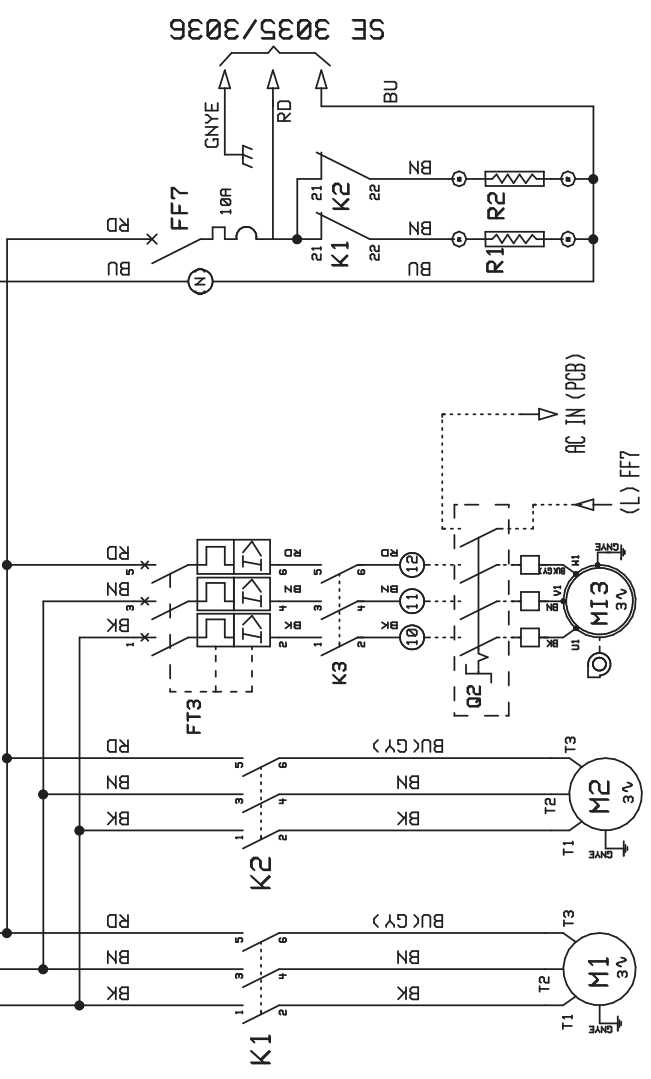 SE 3035/3036
GNYE
RD
BU
RD
FF7
10A
21
K2
22
BN
R2
21
K1
22
BN
R1
BU
N
BU
AC IN (PCB)
(L) FF7
RD
5
6
RD
5
6
RD
12
BN
3
4
BN
3
4
BN
11
BK
1
2
BK
1
2
BK
10
FT3
K3
Q2
BU(GY)
W1
GNYE
BN
V1
BK
U1
MI3
3~
RD
5
6
BU(GY)
T3
BN
3
4
BN
T2
BK
1
2
BK
T1
K2
M2
3~
GNYE
RD
5
6
BU(GY)
T3
BN
3
4
BN
T2
BK
1
2
BK
T1
K1
M1
3~
GNYE